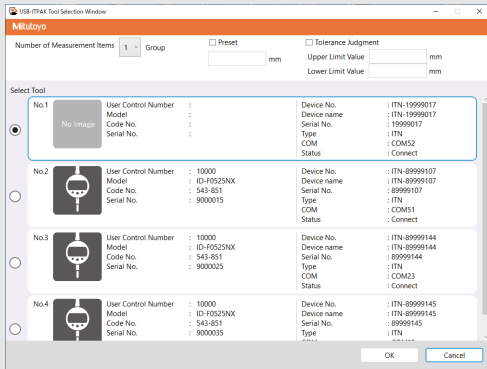 USB-ITPAK Tool Selection Window
Mitutoyo
Number of Measurement Items 1 Group
Preset
mm
Tolerance Judgment
Upper Limit Value mm
Lower Limit Value mm
Select Tool
No.1
No Image
User Control Number :
Model :
Code No. :
Serial No. :
Device No. : ITN-19999017
Device name : ITN-19999017
Serial No. : 19999017
Type : ITN
COM : COM52
Status : Connect
No.2
User Control Number : 10000
Model : ID-F0525NX
Code No. : 543-851
Serial No. : 9000015
Device No. : ITN-89999107
Device name : ITN-89999107
Serial No. : 89999107
Type : ITN
COM : COM51
Status : Connect
No.3
User Control Number : 10000
Model : ID-F0525NX
Code No. : 543-851
Serial No. : 9000025
Device No. : ITN-89999144
Device name : ITN-89999144
Serial No. : 89999144
Type : ITN
COM : COM23
Status : Connect
No.4
User Control Number : 10000
Model : ID-F0525NX
Code No. : 543-851
Serial No. : 9000035
Device No. : ITN-89999145
Device name : ITN-89999145
Serial No. : 89999145
Type : ITN
OK
Cancel